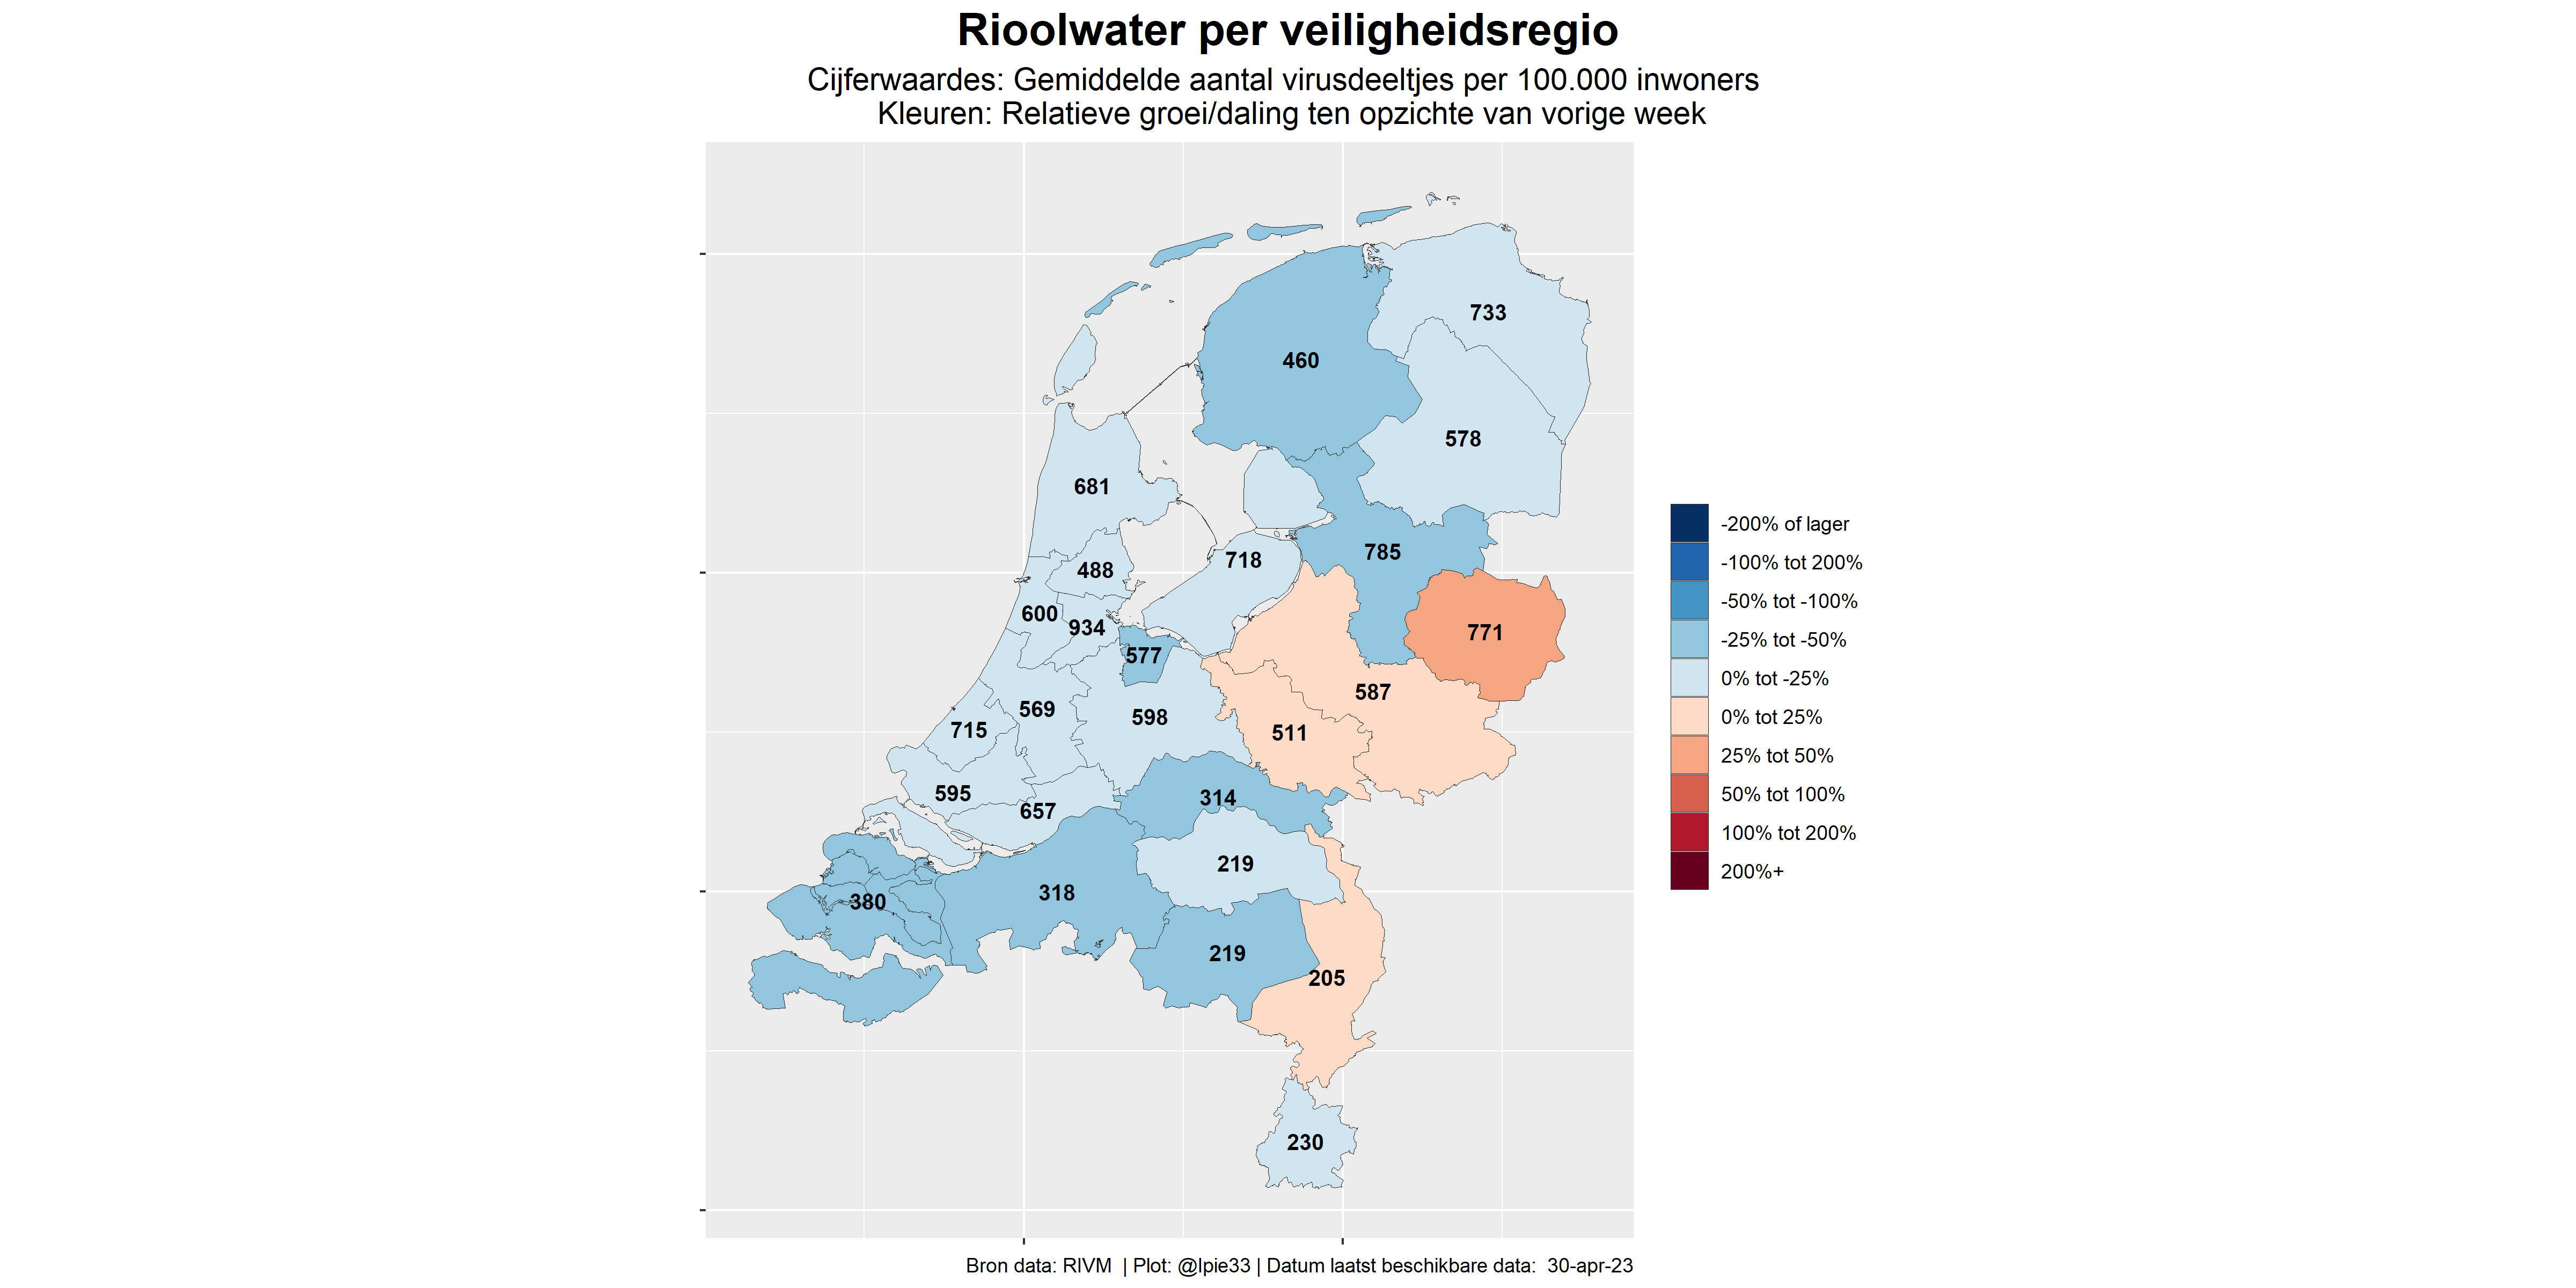 Rioolwater per veiligheidsregio
Cijferwaardes: Gemiddelde aantal virusdeeltjes per 100.000 inwoners
Kleuren: Relatieve groei/daling ten opzichte van vorige week
733
460
578
681
785
718
488
600
934
771
577
587
569
598
715
511
595
314
657
219
318
380
219
205
230
-200% of lager
-100% tot 200%
-50% tot -100%
-25% tot -50%
0% tot -25%
0% tot 25%
25% tot 50%
50% tot 100%
100% tot 200%
200%+
Bron data: RIVM | Plot: @lpie33 | Datum laatst beschikbare data: 30-apr-23